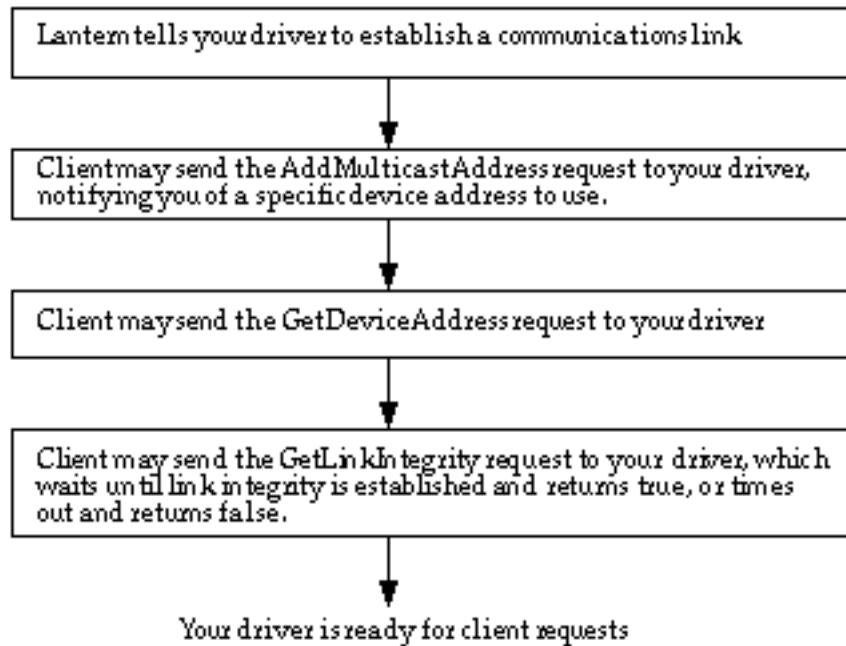 Lantern tells your driver to establish a communications link
Client may send the AddMulticastAddress request to your driver,
notifying you of a specific device address to use.
Client may send the GetDeviceAddress request to your driver
Client may send the GetLinkIntegrity request to your driver, which
waits until link integrity is established and returns true, or times
out and returns false.
Your driver is ready for client requests